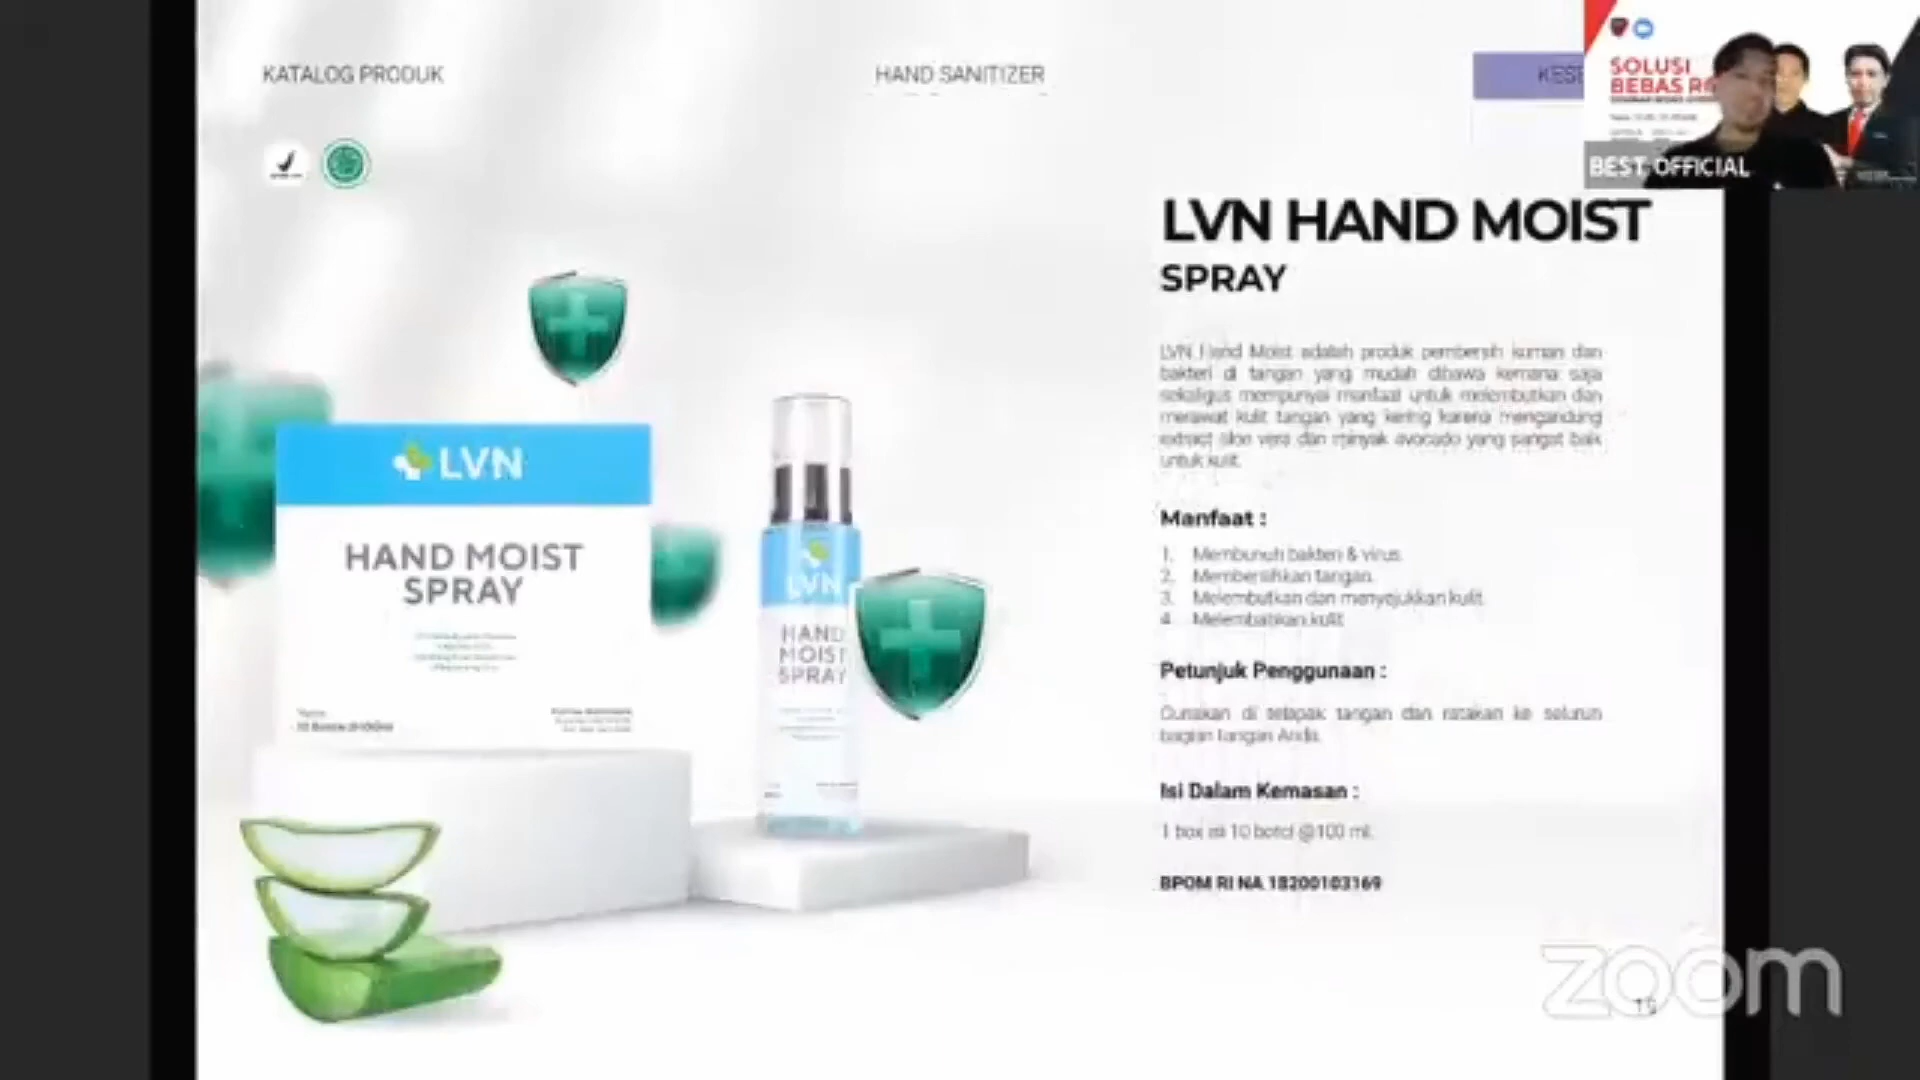 KATALOG PRODUK
HAND SANITIZER
KESE
SOLUSI
BEBAS
BEST OFFICIAL
LVN HAND MOIST
SPRAY
LVN Hand Moist adalah produk pembersih kuman dan
bakteri di tangan yang mudah dibawa kemana saja
sekaligus mempunyai manfaat untuk melembutkan dan
merawat kulit tangan yang kering karena mengandung
extract aloe vera dan minyak avocado yang sangat baik
untuk kulit.
Manfaat :
1. Membunuh bakteri & virus.
2. Membersihkan tangan.
3. Melembutkan dan menyejukkan kulit.
4. Melembabkan kulit
Petunjuk Penggunaan :
Gunakan di telapak tangan dan ratakan ke seluruh
bagian tangan Anda.
Isi Dalam Kemasan :
1 box isi 10 botol @100 ml.
BPOM RI NA 18200103169
LVN
HAND MOIST
SPRAY
LVN
HAND
MOIST
SPRAY
zoom